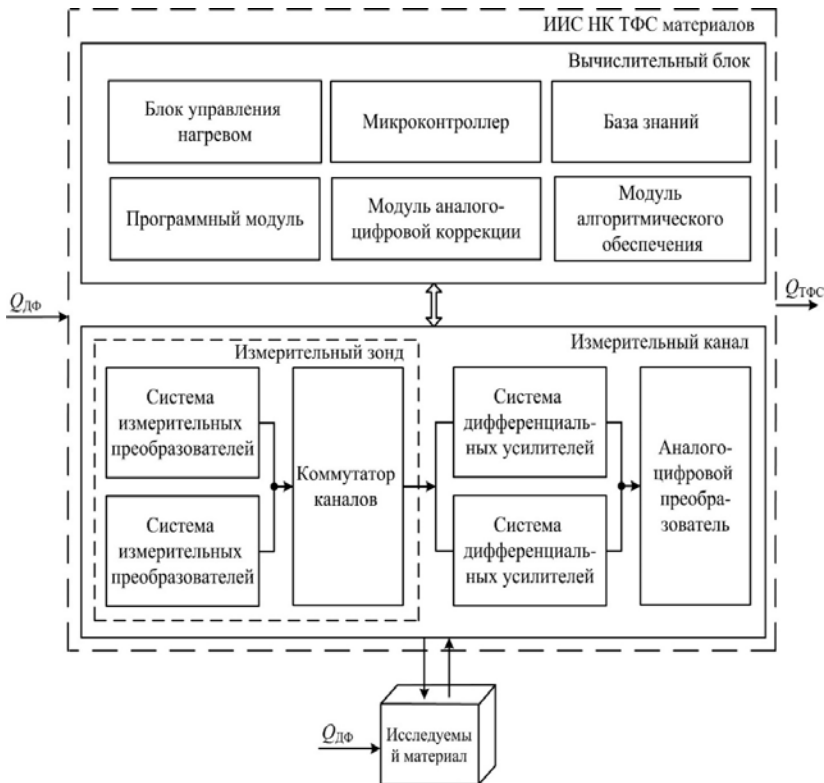 ИИС НК ТФС материалов
Вычислительный блок
Блок управления
нагревом
Микроконтроллер
База знаний
Программный модуль
Модуль аналого-
цифровой коррекции
Модуль
алгоритмического
обеспечения
QДФ
QТФС
Измерительный зонд
Измерительный канал
Система
измерительных
преобразователей
Система
измерительных
преобразователей
Коммутатор
каналов
Система
дифференциаль-
ных усилителей
Система
дифференциаль-
ных усилителей
Аналого-
цифровой
преобра-
зователь
QДФ
Исследуемы
й материал